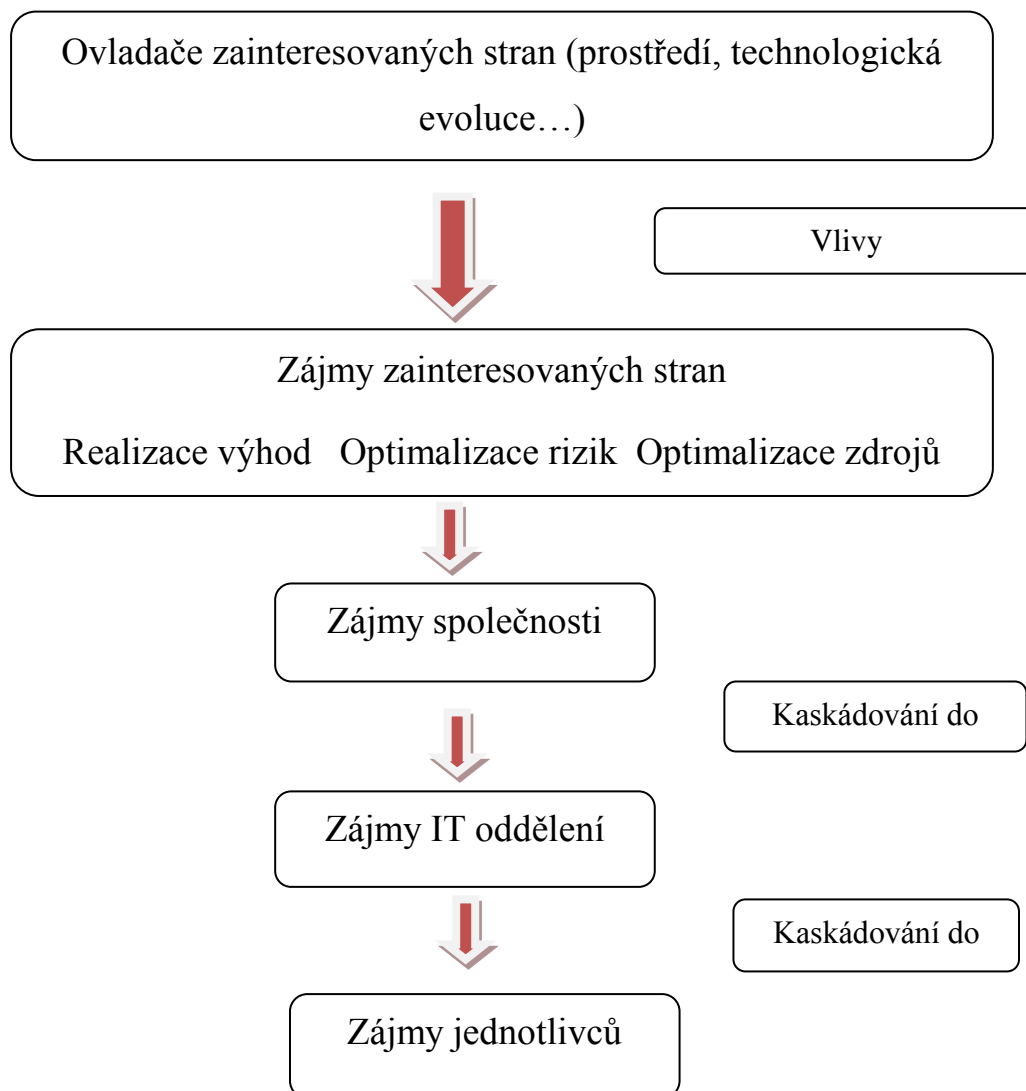 Ovladače zainteresovaných stran (prostředí, technologická
evoluce…)
Vlivy
Zájmy zainteresovaných stran
Realizace výhod Optimalizace rizik Optimalizace zdrojů
Zájmy společnosti
Kaskádování do
Zájmy IT oddělení
Kaskádování do
Zájmy jednotlivců